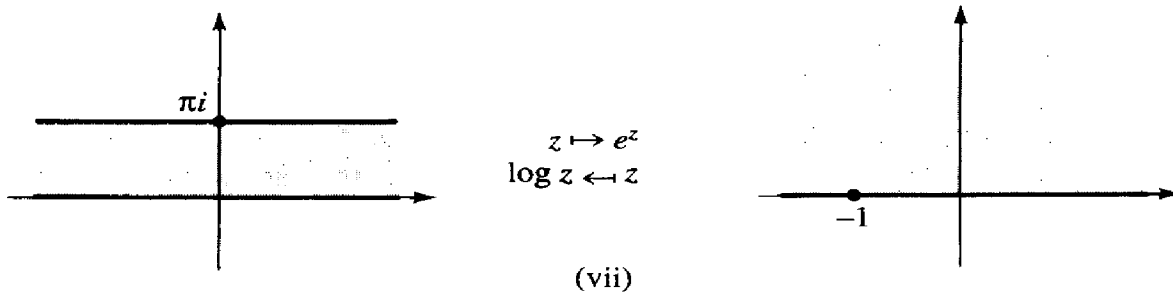 πi
z ↦ e^z
log z ↤ z
−1
(vii)